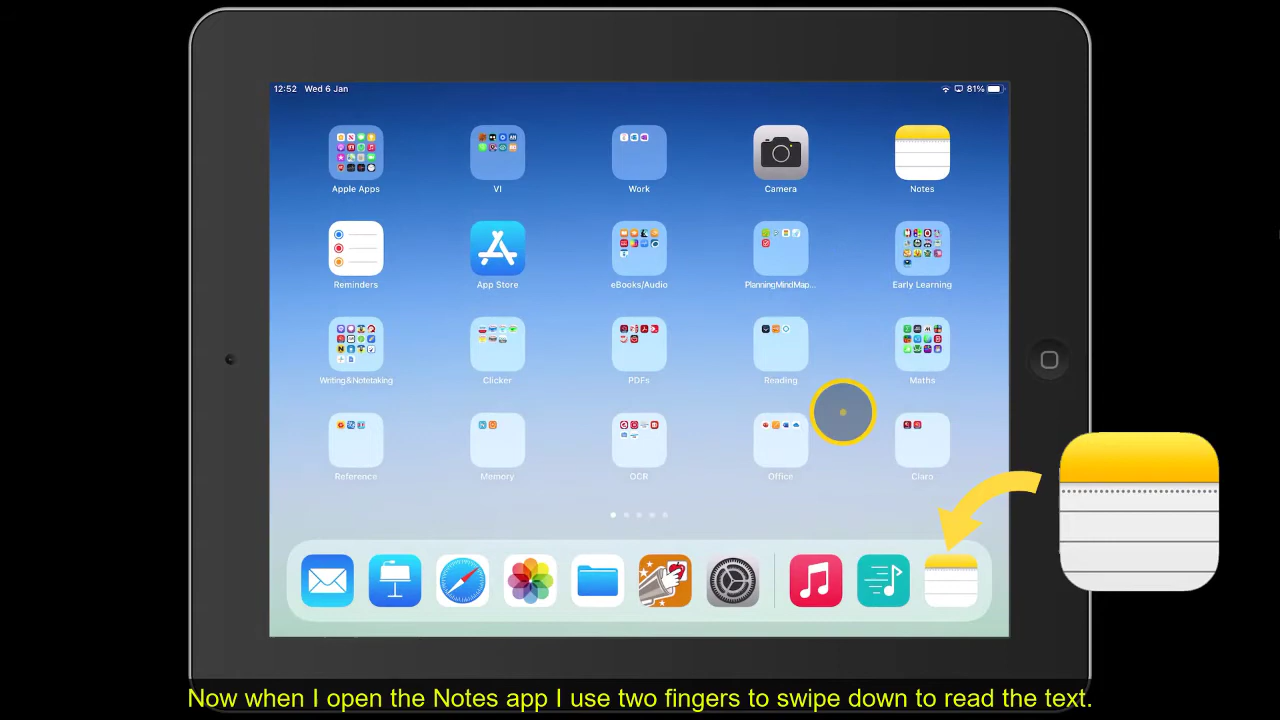 12:52 Wed 6 Jan 81%
Apple Apps VI Work Camera Notes
Reminders App Store eBooks/Audio PlanningMindMap... Early Learning
Writing&Notetaking Clicker PDFs Reading Maths
Reference Memory OCR Office Claro
Now when I open the Notes app I use two fingers to swipe down to read the text.